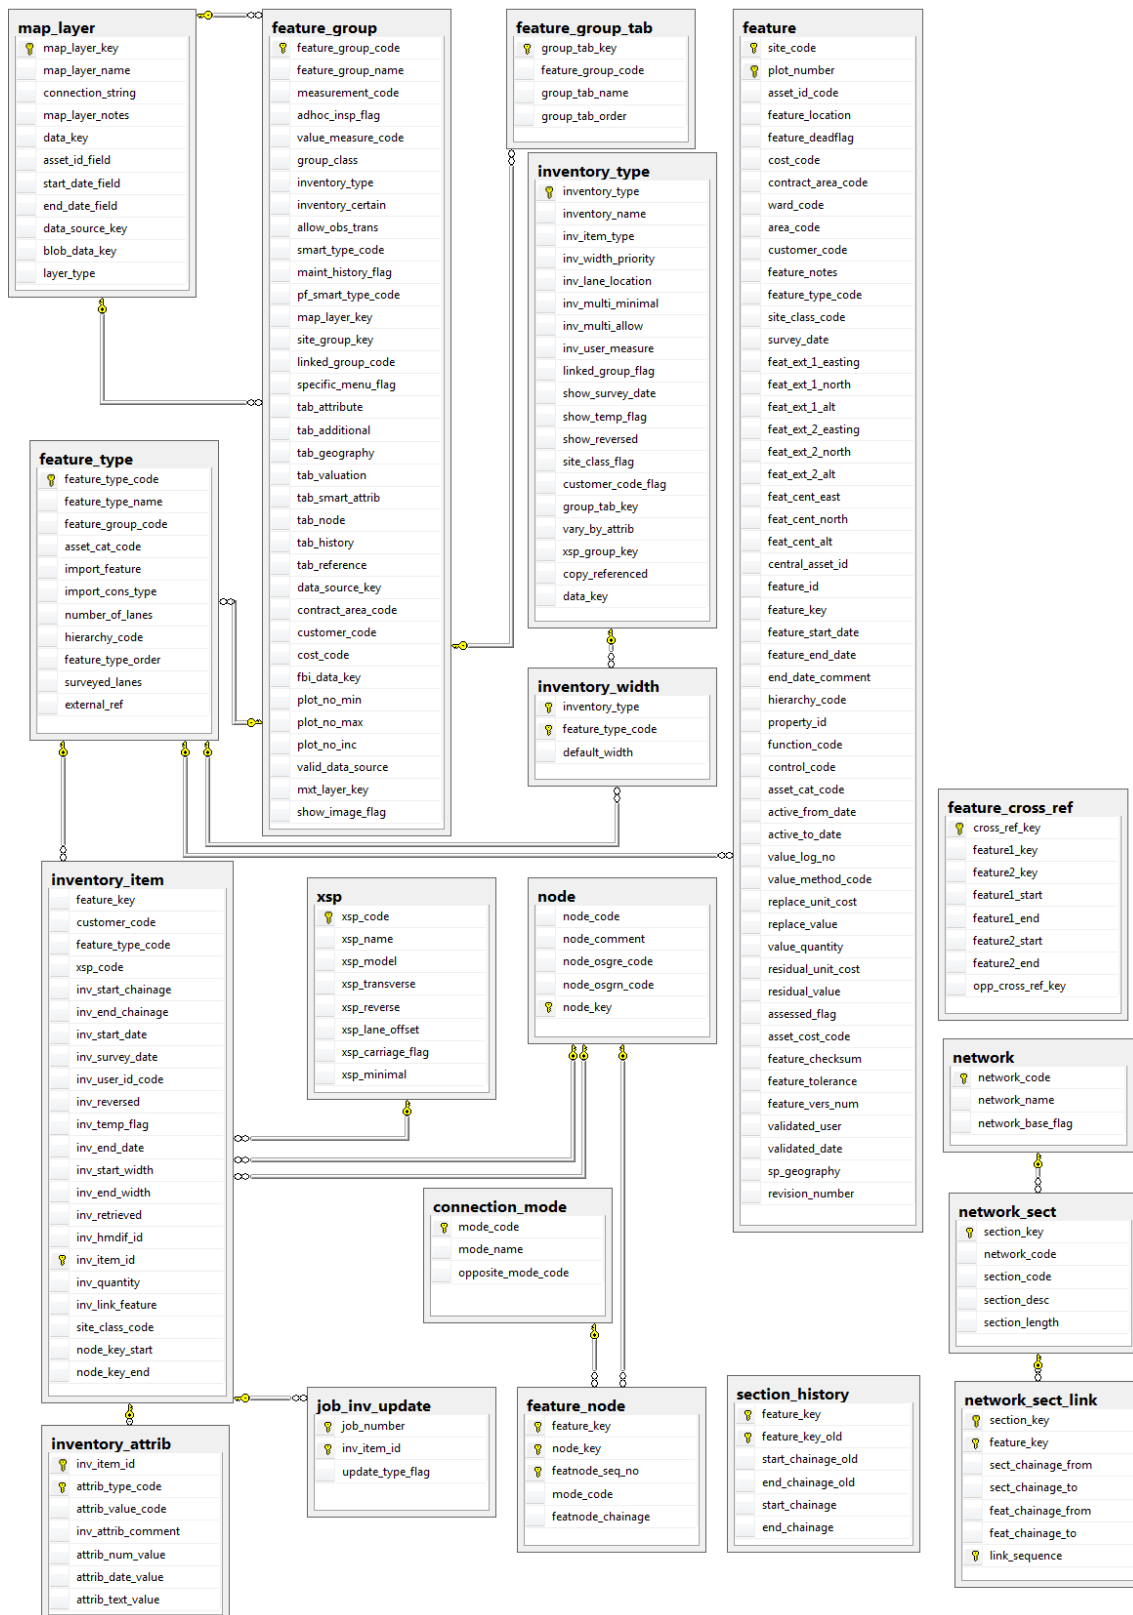 map_layer
map_layer_key
map_layer_name
connection_string
map_layer_notes
data_key
asset_id_field
start_date_field
end_date_field
data_source_key
blob_data_key
layer_type
feature_group
feature_group_code
feature_group_name
measurement_code
adhoc_insp_flag
value_measure_code
group_class
inventory_type
inventory_certain
allow_obs_trans
smart_type_code
maint_history_flag
pf_smart_type_code
map_layer_key
site_group_key
linked_group_code
specific_menu_flag
tab_attribute
tab_additional
tab_geography
tab_valuation
tab_smart_attrib
tab_node
tab_history
tab_reference
data_source_key
contract_area_code
customer_code
cost_code
fbi_data_key
plot_no_min
plot_no_max
plot_no_inc
valid_data_source
mxt_layer_key
show_image_flag
feature_group_tab
group_tab_key
feature_group_code
group_tab_name
group_tab_order
inventory_type
inventory_type
inventory_name
inv_item_type
inv_width_priority
inv_lane_location
inv_multi_minimal
inv_multi_allow
inv_user_measure
linked_group_flag
show_survey_date
show_temp_flag
show_reversed
site_class_flag
customer_code_flag
group_tab_key
vary_by_attrib
xsp_group_key
copy_referenced
data_key
feature
site_code
plot_number
asset_id_code
feature_location
feature_deadflag
cost_code
contract_area_code
ward_code
area_code
customer_code
feature_notes
feature_type_code
site_class_code
survey_date
feat_ext_1_easting
feat_ext_1_north
feat_ext_1_alt
feat_ext_2_easting
feat_ext_2_north
feat_ext_2_alt
feat_cent_east
feat_cent_north
feat_cent_alt
central_asset_id
feature_id
feature_key
feature_start_date
feature_end_date
end_date_comment
hierarchy_code
property_id
function_code
control_code
asset_cat_code
active_from_date
active_to_date
value_log_no
value_method_code
replace_unit_cost
replace_value
value_quantity
residual_unit_cost
residual_value
assessed_flag
asset_cost_code
feature_checksum
feature_tolerance
feature_vers_num
validated_user
validated_date
sp_geography
revision_number
feature_type
feature_type_code
feature_type_name
feature_group_code
asset_cat_code
import_feature
import_cons_type
number_of_lanes
hierarchy_code
feature_type_order
surveyed_lanes
external_ref
inventory_width
inventory_type
feature_type_code
default_width
feature_cross_ref
cross_ref_key
feature1_key
feature2_key
feature1_start
feature1_end
feature2_start
feature2_end
opp_cross_ref_key
inventory_item
feature_key
customer_code
feature_type_code
xsp_code
inv_start_chainage
inv_end_chainage
inv_start_date
inv_survey_date
inv_user_id_code
inv_reversed
inv_temp_flag
inv_end_date
inv_start_width
inv_end_width
inv_retrieved
inv_hmdif_id
inv_item_id
inv_quantity
inv_link_feature
site_class_code
node_key_start
node_key_end
xsp
xsp_code
xsp_name
xsp_model
xsp_transverse
xsp_reverse
xsp_lane_offset
xsp_carriage_flag
xsp_minimal
node
node_code
node_comment
node_osgre_code
node_osgrn_code
node_key
network
network_code
network_name
network_base_flag
connection_mode
mode_code
mode_name
opposite_mode_code
network_sect
section_key
network_code
section_code
section_desc
section_length
job_inv_update
job_number
inv_item_id
update_type_flag
feature_node
feature_key
node_key
featnode_seq_no
mode_code
featnode_chainage
section_history
feature_key
feature_key_old
start_chainage_old
end_chainage_old
start_chainage
end_chainage
network_sect_link
section_key
feature_key
sect_chainage_from
sect_chainage_to
feat_chainage_from
feat_chainage_to
link_sequence
inventory_attrib
inv_item_id
attrib_type_code
attrib_value_code
inv_attrib_comment
attrib_num_value
attrib_date_value
attrib_text_value